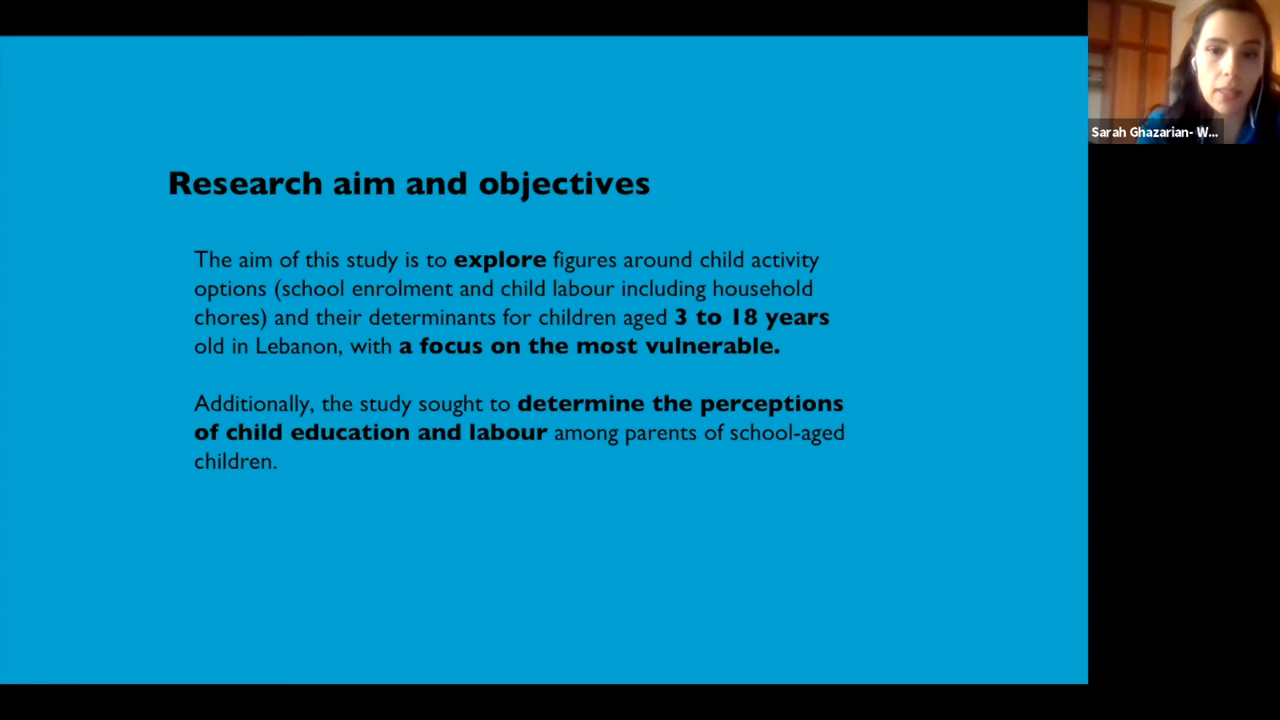 Research aim and objectives
The aim of this study is to explore figures around child activity
options (school enrolment and child labour including household
chores) and their determinants for children aged 3 to 18 years
old in Lebanon, with a focus on the most vulnerable.
Additionally, the study sought to determine the perceptions
of child education and labour among parents of school-aged
children.
Sarah Ghazarian- W...